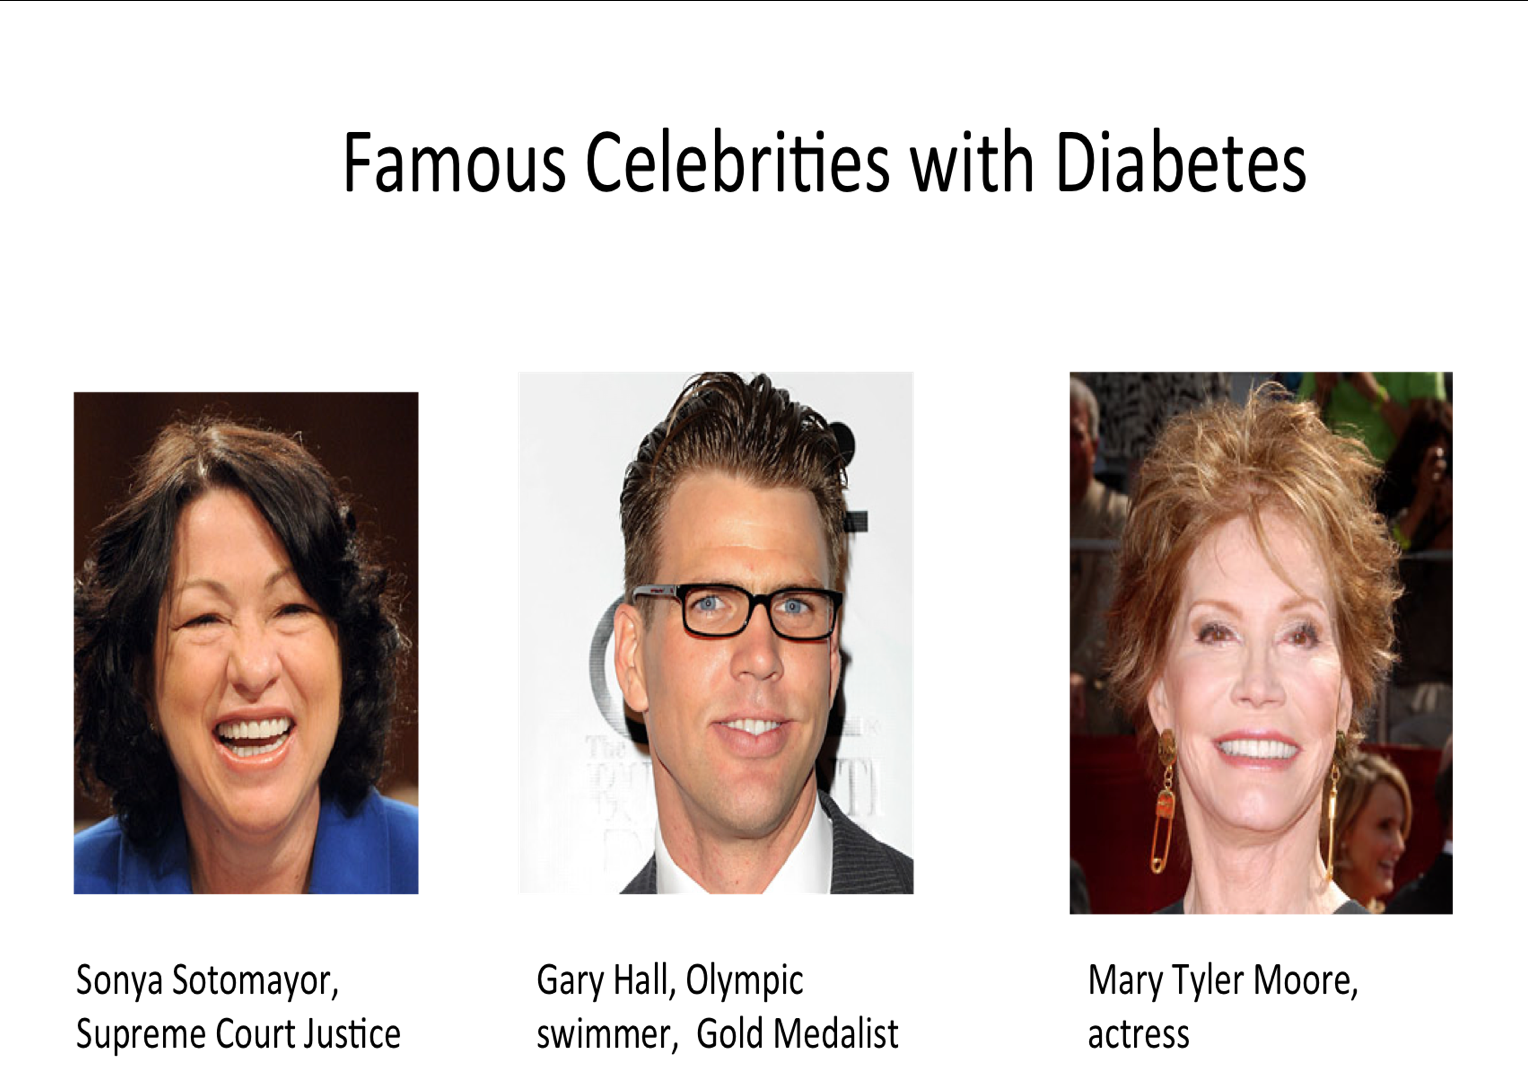 Famous Celebrities with Diabetes
Sonya Sotomayor,
Supreme Court Justice
Gary Hall, Olympic
swimmer,  Gold Medalist
Mary Tyler Moore,
actress